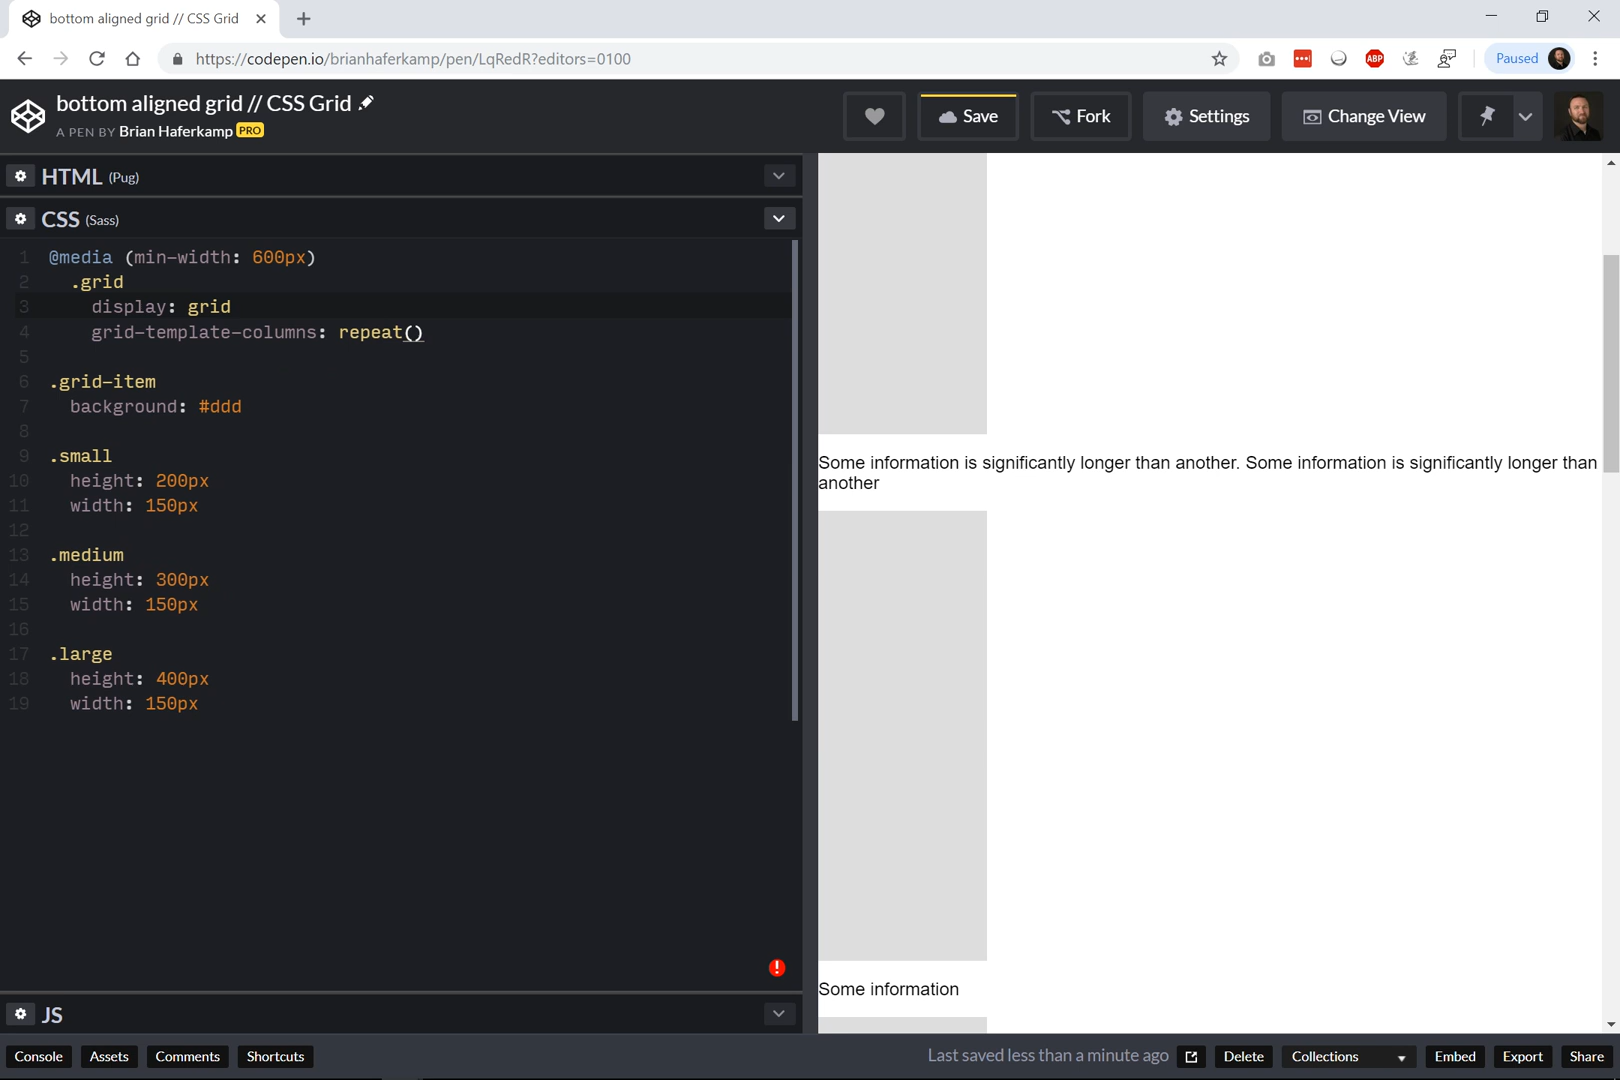 bottom aligned grid // CSS Grid
https://codepen.io/brianhaferkamp/pen/LqRedR?editors=0100
ABP
Paused
bottom aligned grid // CSS Grid
A PEN BY Brian Haferkamp PRO
Save
Fork
Settings
Change View
HTML (Pug)
CSS (Sass)
1 @media (min-width: 600px)
2 .grid
3 display: grid
4 grid-template-columns: repeat()
5
6 .grid-item
7 background: #ddd
8
9 .small
10 height: 200px
11 width: 150px
12
13 .medium
14 height: 300px
15 width: 150px
16
17 .large
18 height: 400px
19 width: 150px
JS
Some information is significantly longer than another. Some information is significantly longer than
another
Some information
Console
Assets
Comments
Shortcuts
Last saved less than a minute ago
Delete
Collections
Embed
Export
Share